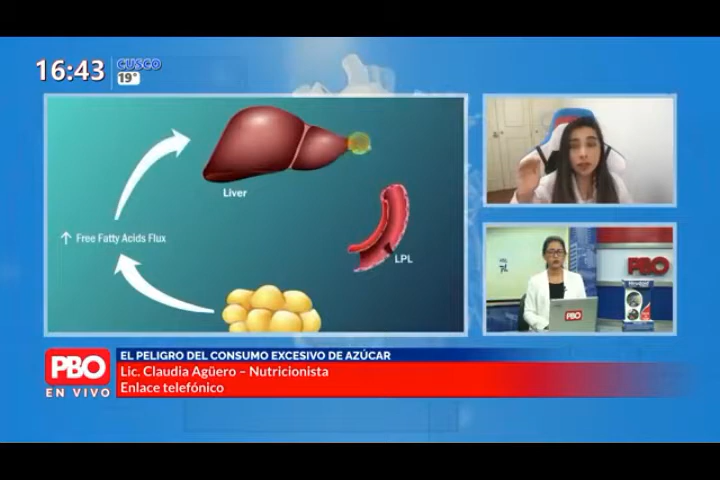 16:43
CUSCO
19°
Liver
↑ Free Fatty Acids Flux
LPL
PBO
PBO
PBO
EN VIVO
EL PELIGRO DEL CONSUMO EXCESIVO DE AZÚCAR
Lic. Claudia Agüero – Nutricionista
Enlace telefónico